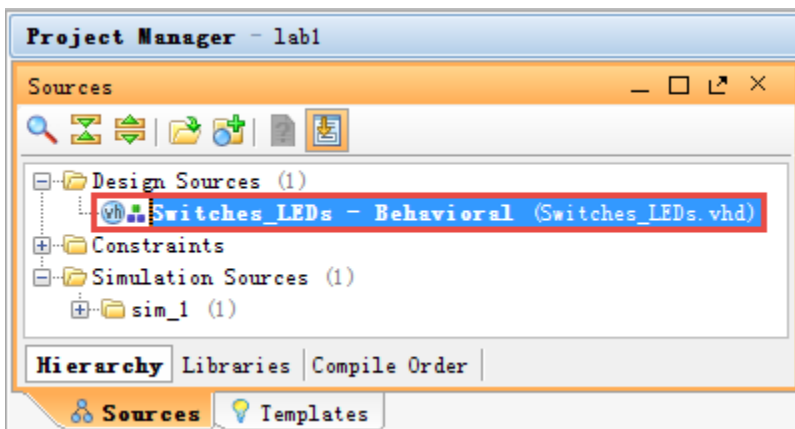 Project Manager - lab1
Sources
Design Sources (1)
vh Switches_LEDs - Behavioral (Switches_LEDs.vhd)
Constraints
Simulation Sources (1)
sim_1 (1)
Hierarchy Libraries Compile Order
Sources Templates